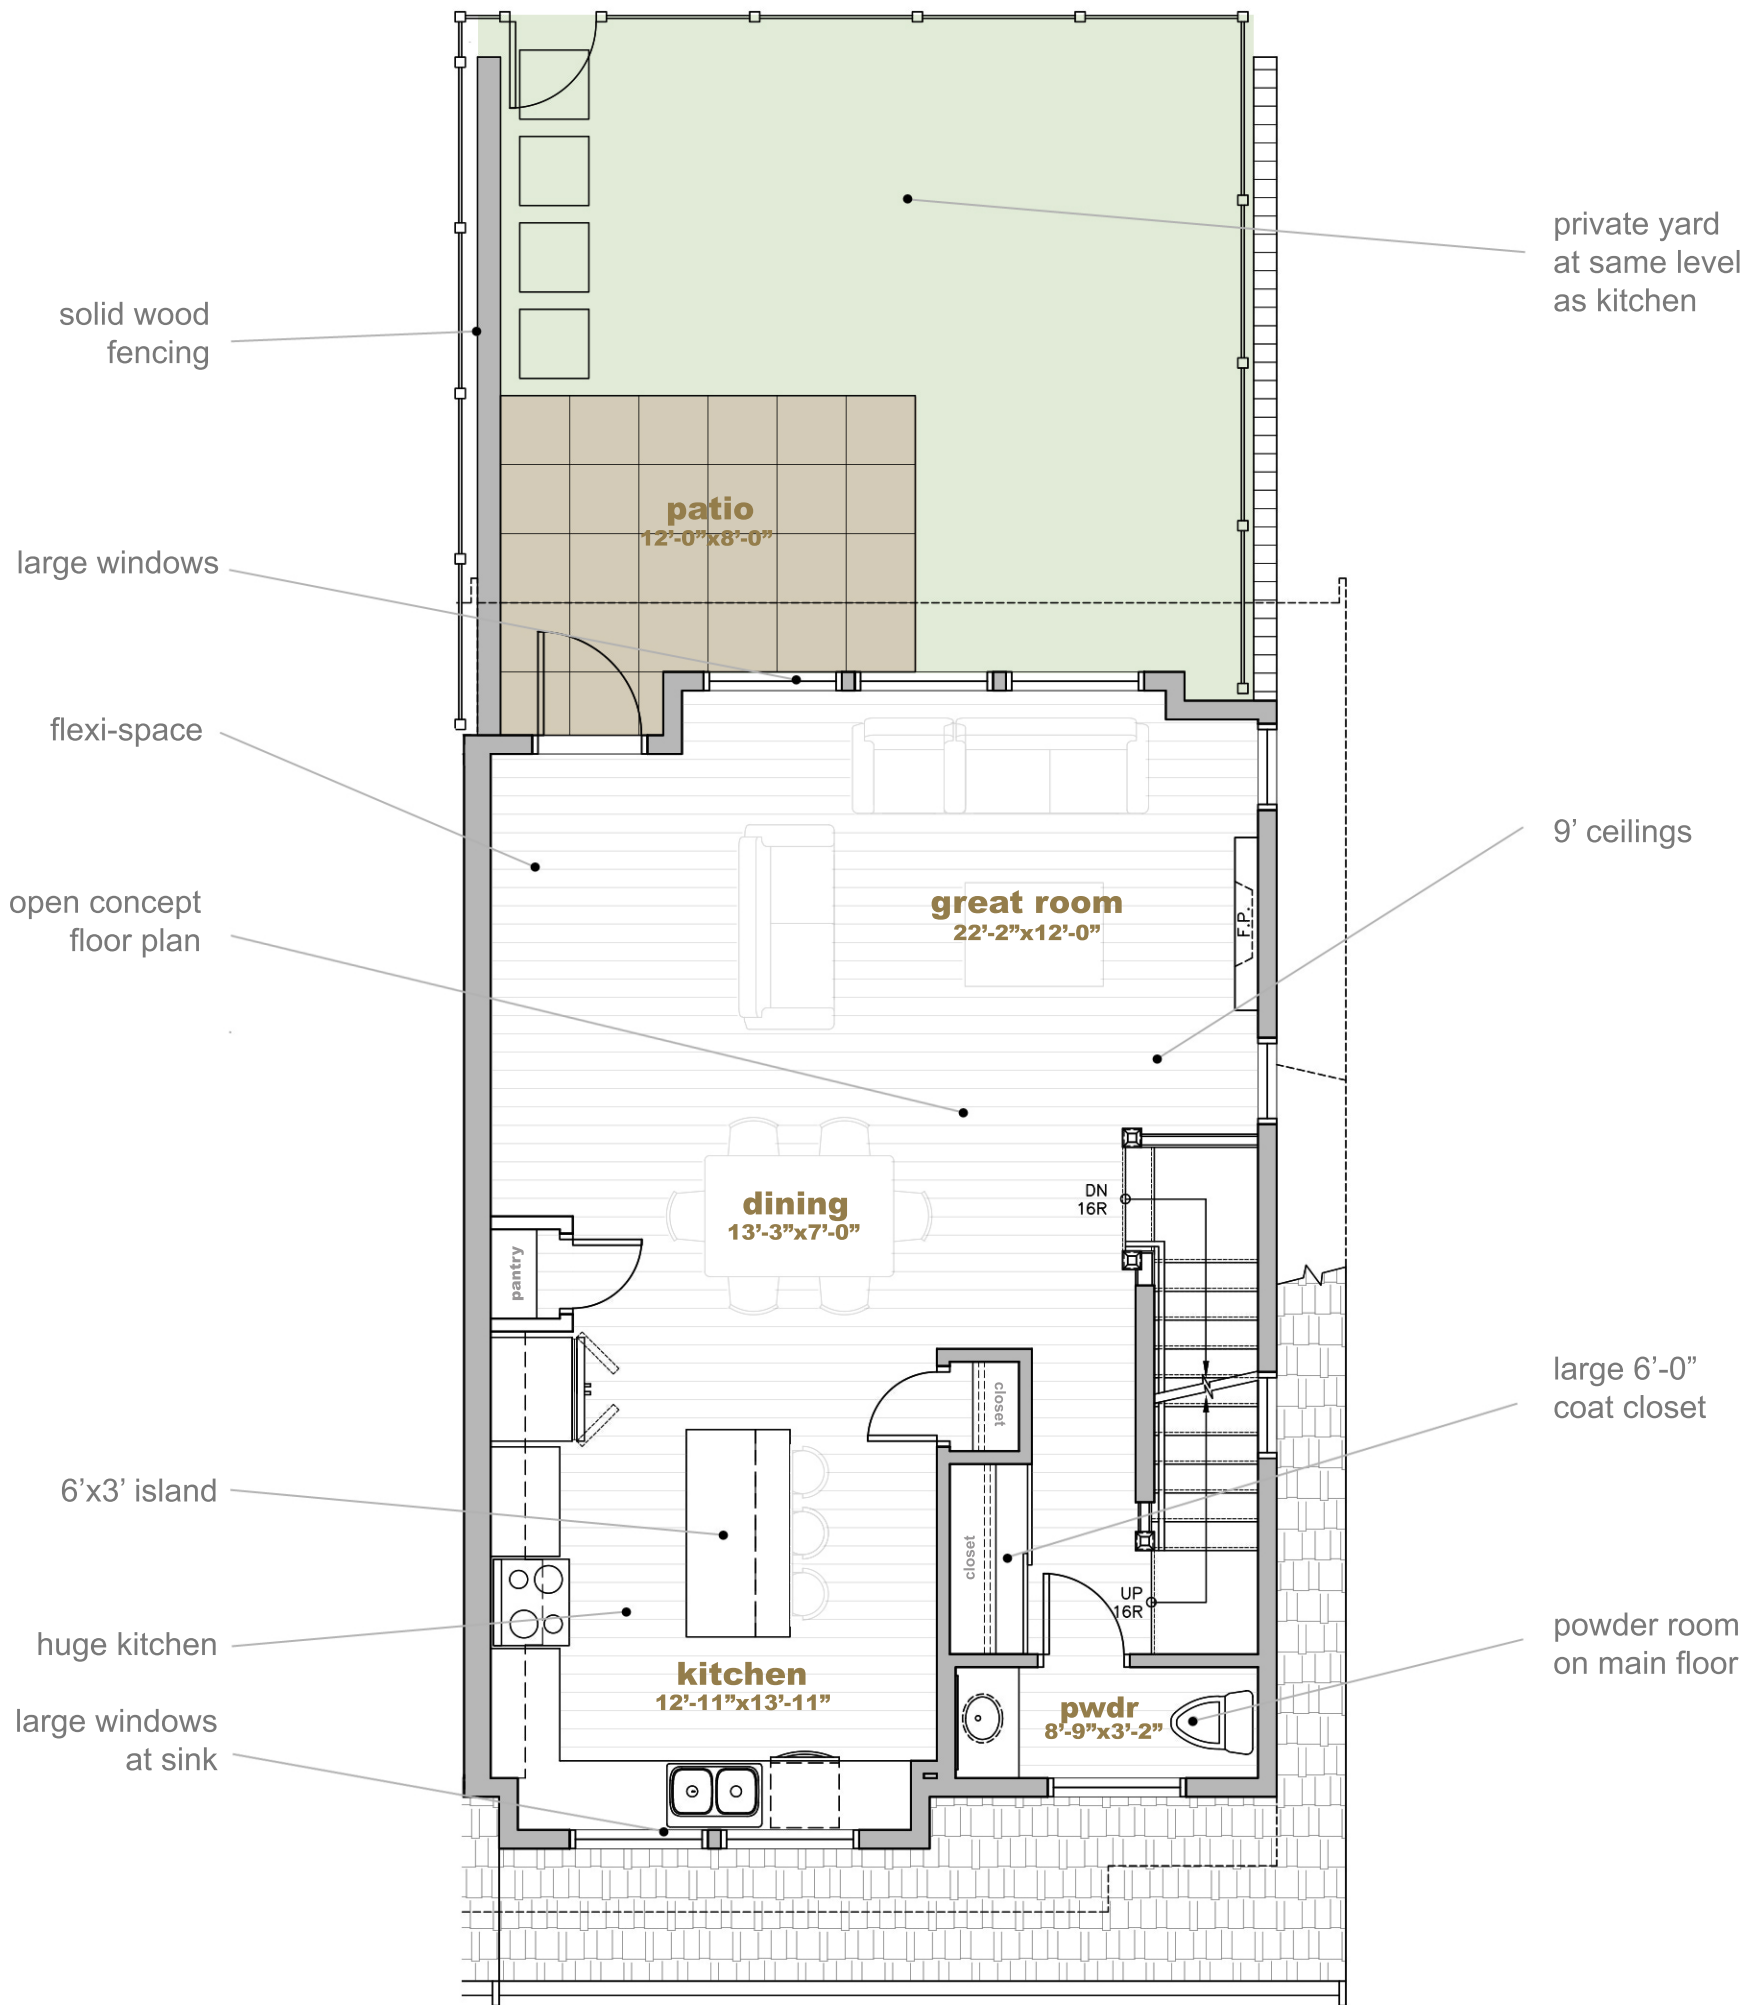 private yard
at same level
as kitchen
solid wood
fencing
patio
12’-0”x8’-0”
large windows
flexi-space
9’ ceilings
open concept
floor plan
great room
22’-2”x12’-0”
F.P.
DN
16R
dining
13’-3”x7’-0”
pantry
large 6’-0”
coat closet
closet
6’x3’ island
closet
UP
16R
huge kitchen
powder room
on main floor
kitchen
12’-11”x13’-11”
pwdr
8’-9”x3’-2”
large windows
at sink